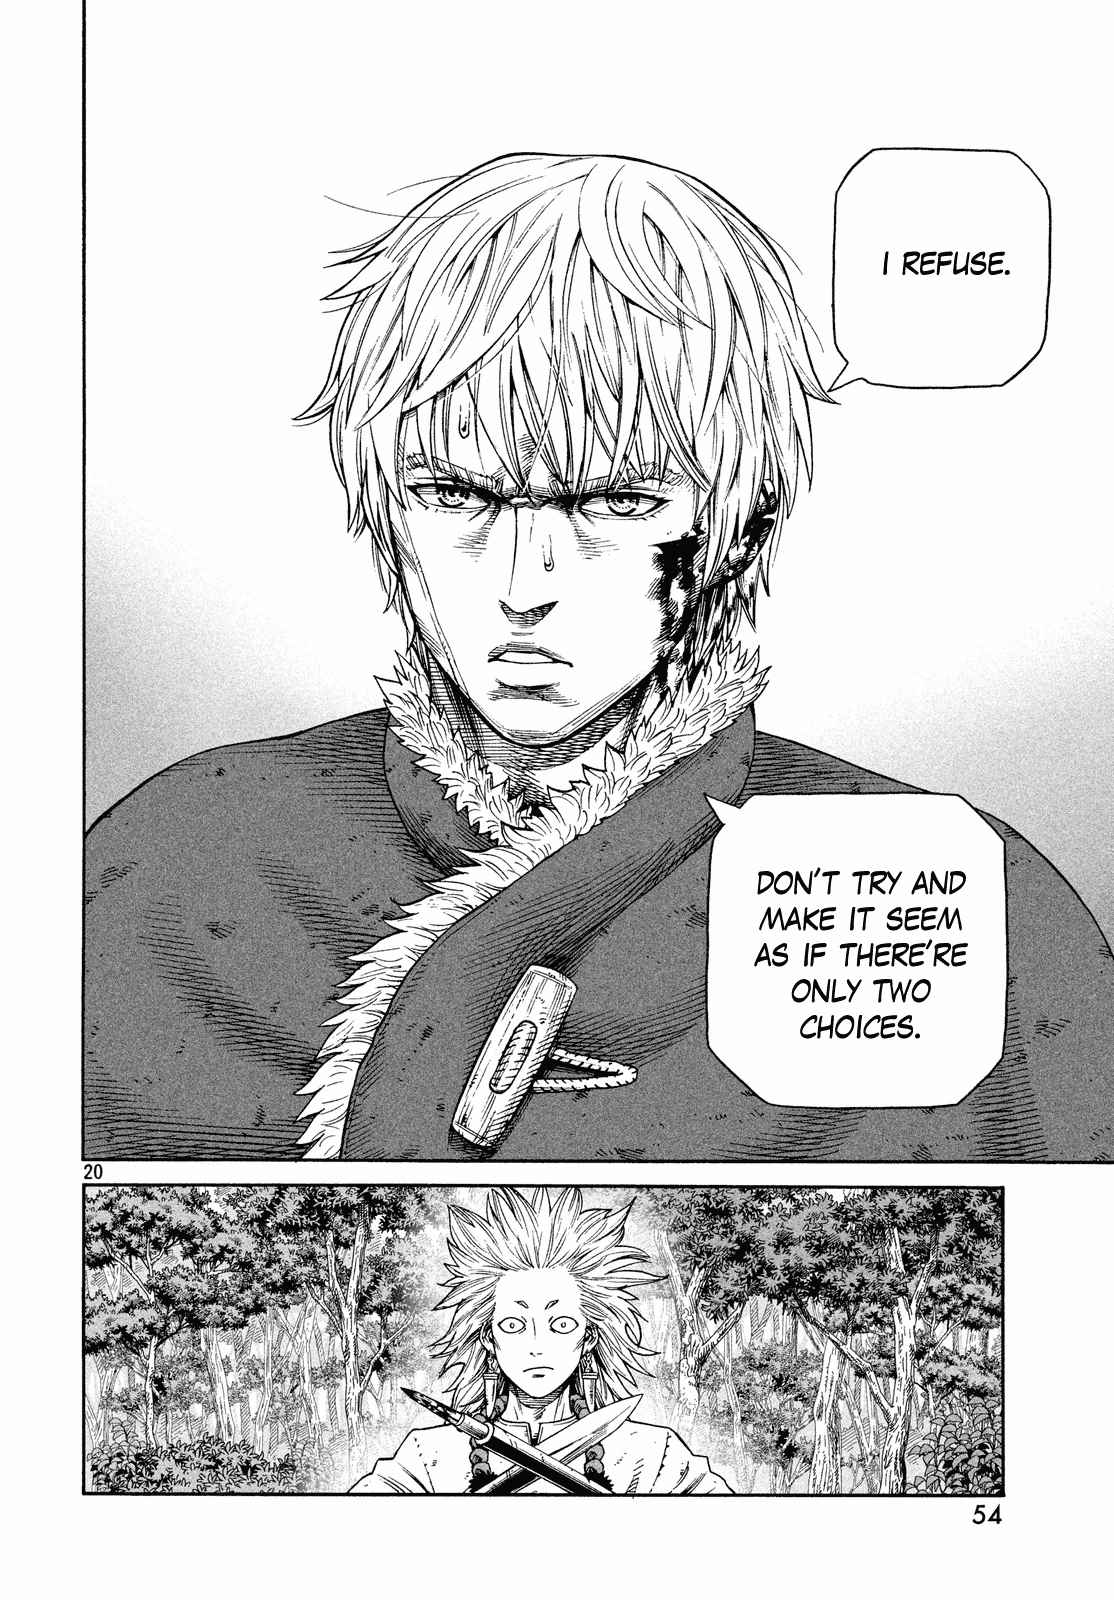 I REFUSE.
DON'T TRY AND
MAKE IT SEEM
AS IF THERE'RE
ONLY TWO
CHOICES.
20
54